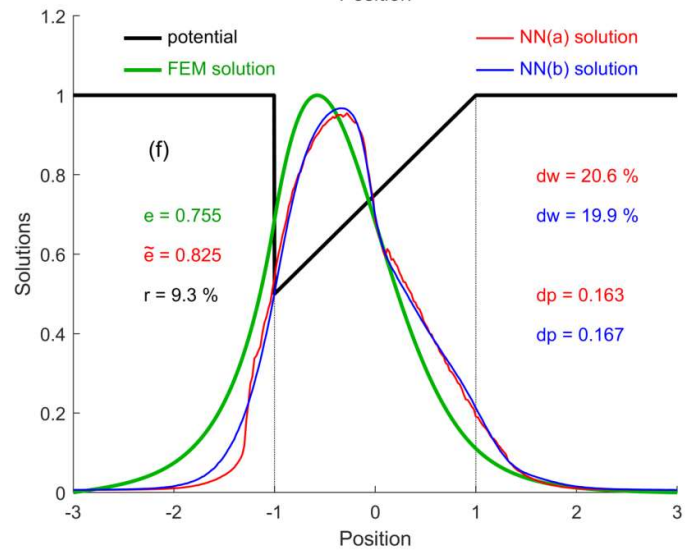 Position
1.2
potential
NN(a) solution
FEM solution
NN(b) solution
1
(f)
0.8
dw = 20.6 %
e = 0.755
dw = 19.9 %
Solutions
0.6
ẽ = 0.825
r = 9.3 %
dp = 0.163
0.4
dp = 0.167
0.2
0
-3
-2
-1
0
1
2
3
Position